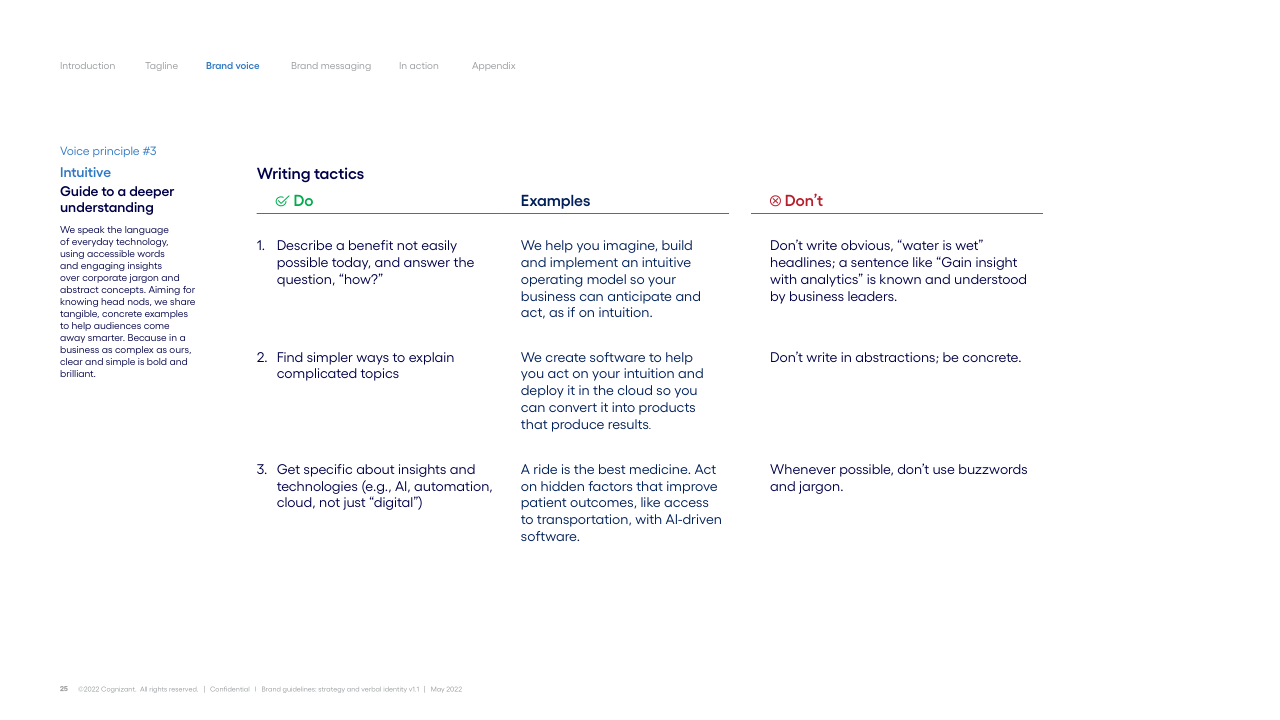 Introduction Tagline Brand voice Brand messaging In action Appendix
Voice principle #3
Intuitive
Guide to a deeper
understanding
We speak the language
of everyday technology,
using accessible words
and engaging insights
over corporate jargon and
abstract concepts. Aiming for
knowing head nods, we share
tangible, concrete examples
to help audiences come
away smarter. Because in a
business as complex as ours,
clear and simple is bold and
brilliant.
Writing tactics
Do Examples Don’t
1. Describe a benefit not easily
possible today, and answer the
question, “how?”
We help you imagine, build
and implement an intuitive
operating model so your
business can anticipate and
act, as if on intuition.
Don’t write obvious, “water is wet”
headlines; a sentence like “Gain insight
with analytics” is known and understood
by business leaders.
2. Find simpler ways to explain
complicated topics
We create software to help
you act on your intuition and
deploy it in the cloud so you
can convert it into products
that produce results.
Don’t write in abstractions; be concrete.
3. Get specific about insights and
technologies (e.g., AI, automation,
cloud, not just “digital”)
A ride is the best medicine. Act
on hidden factors that improve
patient outcomes, like access
to transportation, with AI-driven
software.
Whenever possible, don’t use buzzwords
and jargon.
25 ©2022 Cognizant. All rights reserved. | Confidential | Brand guidelines: strategy and verbal identity v1.1 | May 2022